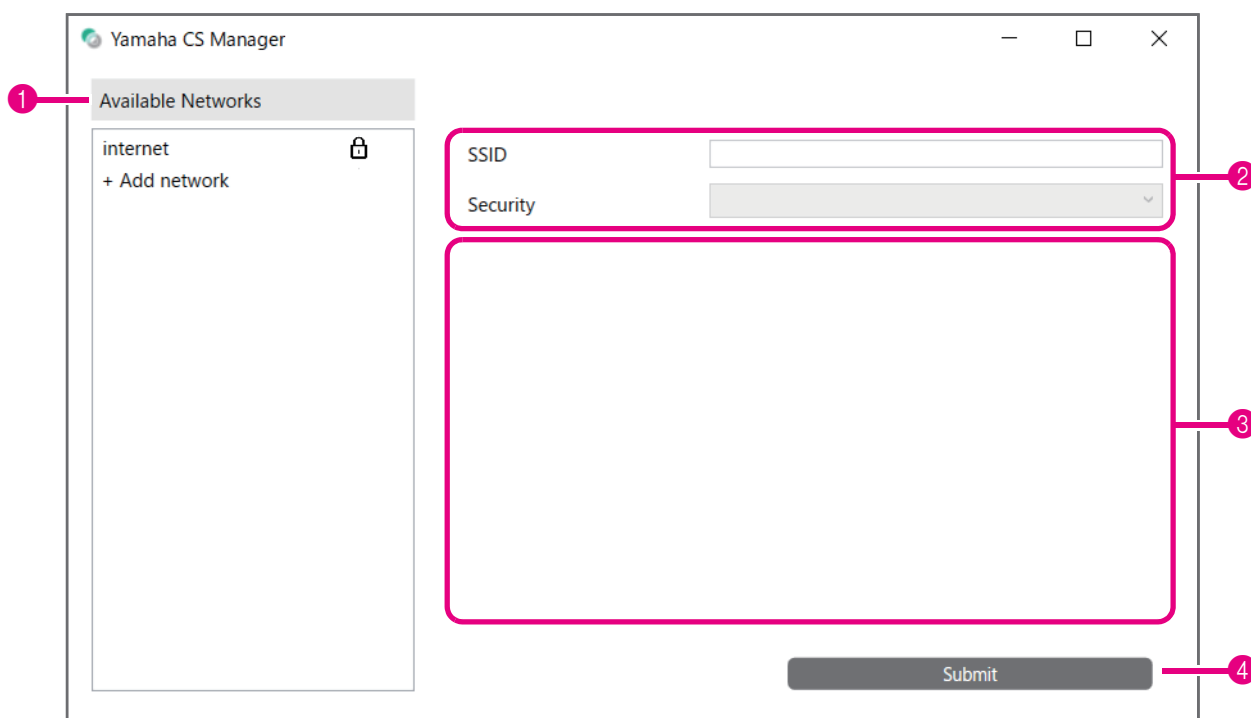 Yamaha CS Manager
1
Available Networks
internet
+ Add network
SSID
Security
2
3
Submit
4